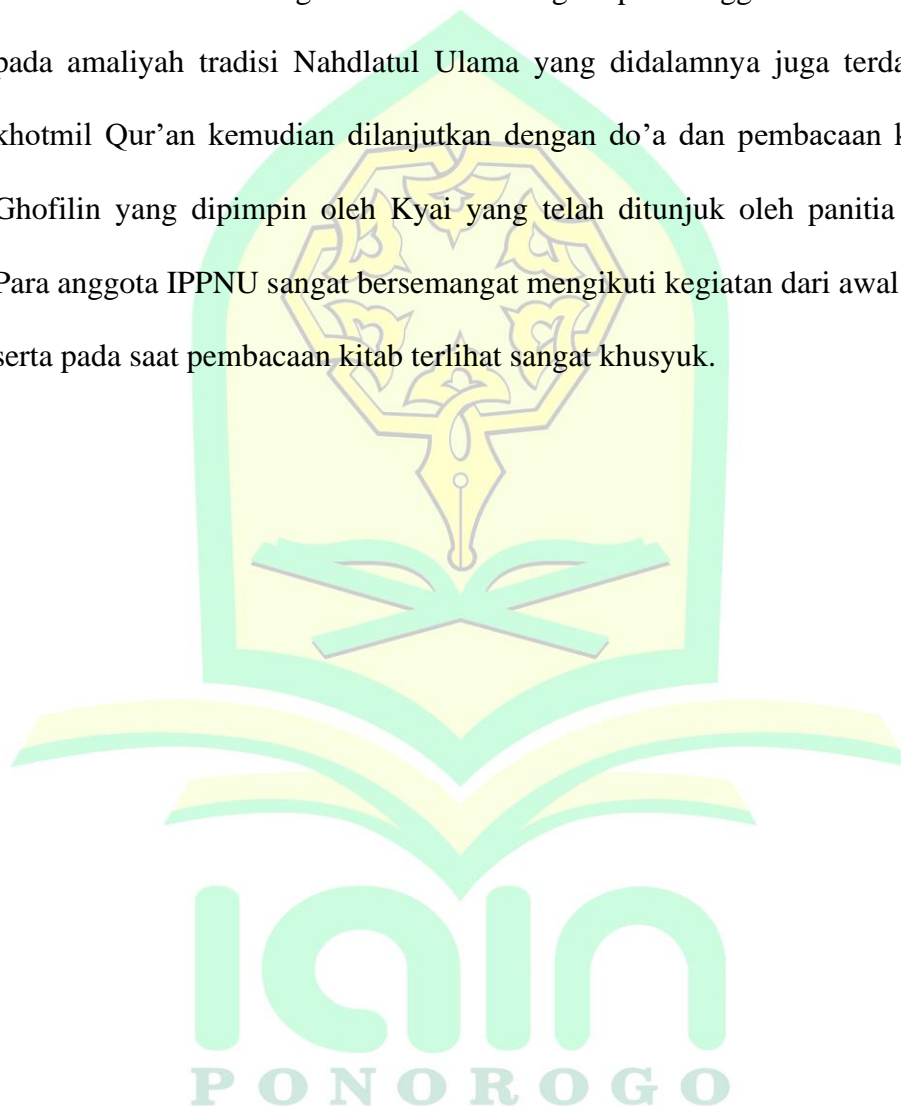 pada amaliyah tradisi Nahdlatul Ulama yang didalamnya juga
khotmil Qur’an kemudian dilanjutkan dengan do’a dan pembacaan
Ghofilin yang dipimpin oleh Kyai yang telah ditunjuk oleh panitia
Para anggota IPPNU sangat bersemangat mengikuti kegiatan dari awal
serta pada saat pembacaan kitab terlihat sangat khusyuk.
iain
PONOROGO